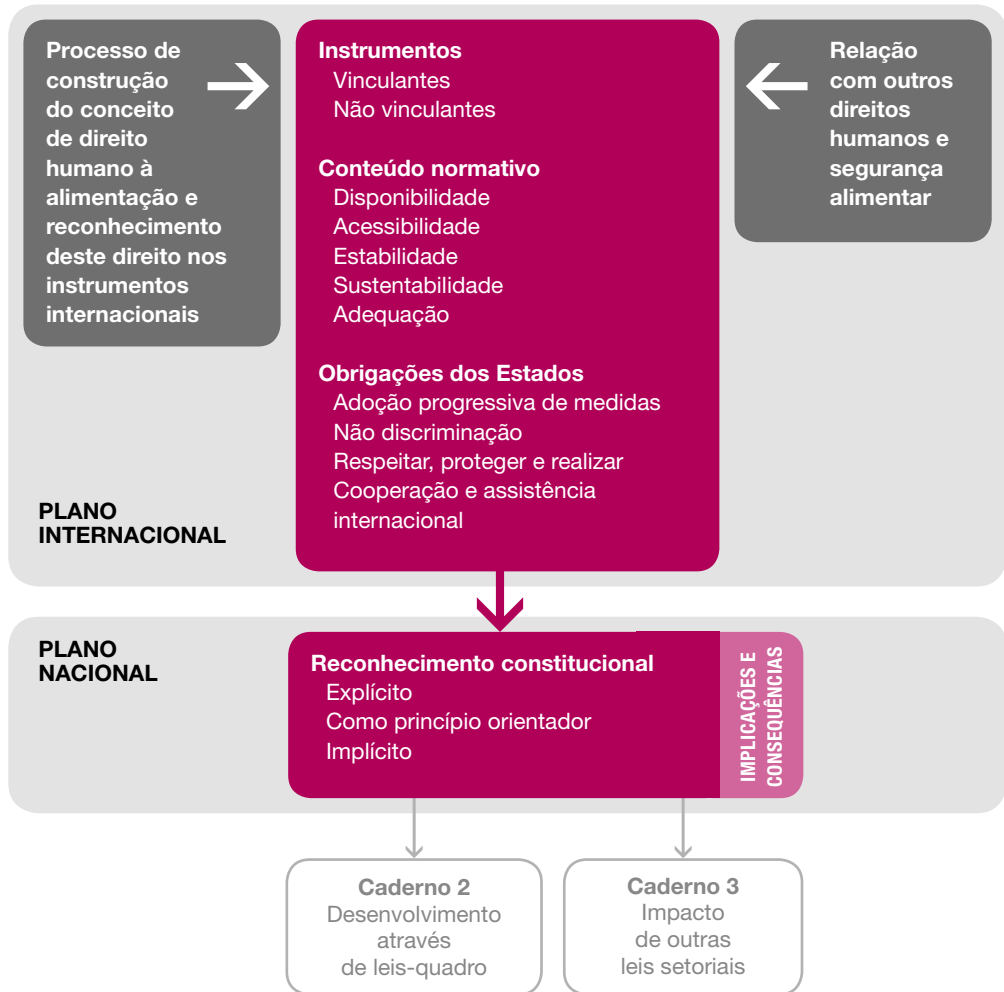 Processo de
construção
do conceito
de direito
humano à
alimentação e
reconhecimento
deste direito nos
instrumentos
internacionais
Instrumentos
Vinculantes
Não vinculantes
Conteúdo normativo
Disponibilidade
Acessibilidade
Estabilidade
Sustentabilidade
Adequação
Obrigações dos Estados
Adoção progressiva de medidas
Não discriminação
Respeitar, proteger e realizar
Cooperação e assistência
internacional
Relação
com outros
direitos
humanos e
segurança
alimentar
PLANO
INTERNACIONAL
PLANO
NACIONAL
Reconhecimento constitucional
Explícito
Como princípio orientador
Implícito
IMPLICAÇÕES E
CONSEQUÊNCIAS
Caderno 2
Desenvolvimento
através
de leis-quadro
Caderno 3
Impacto
de outras
leis setoriais